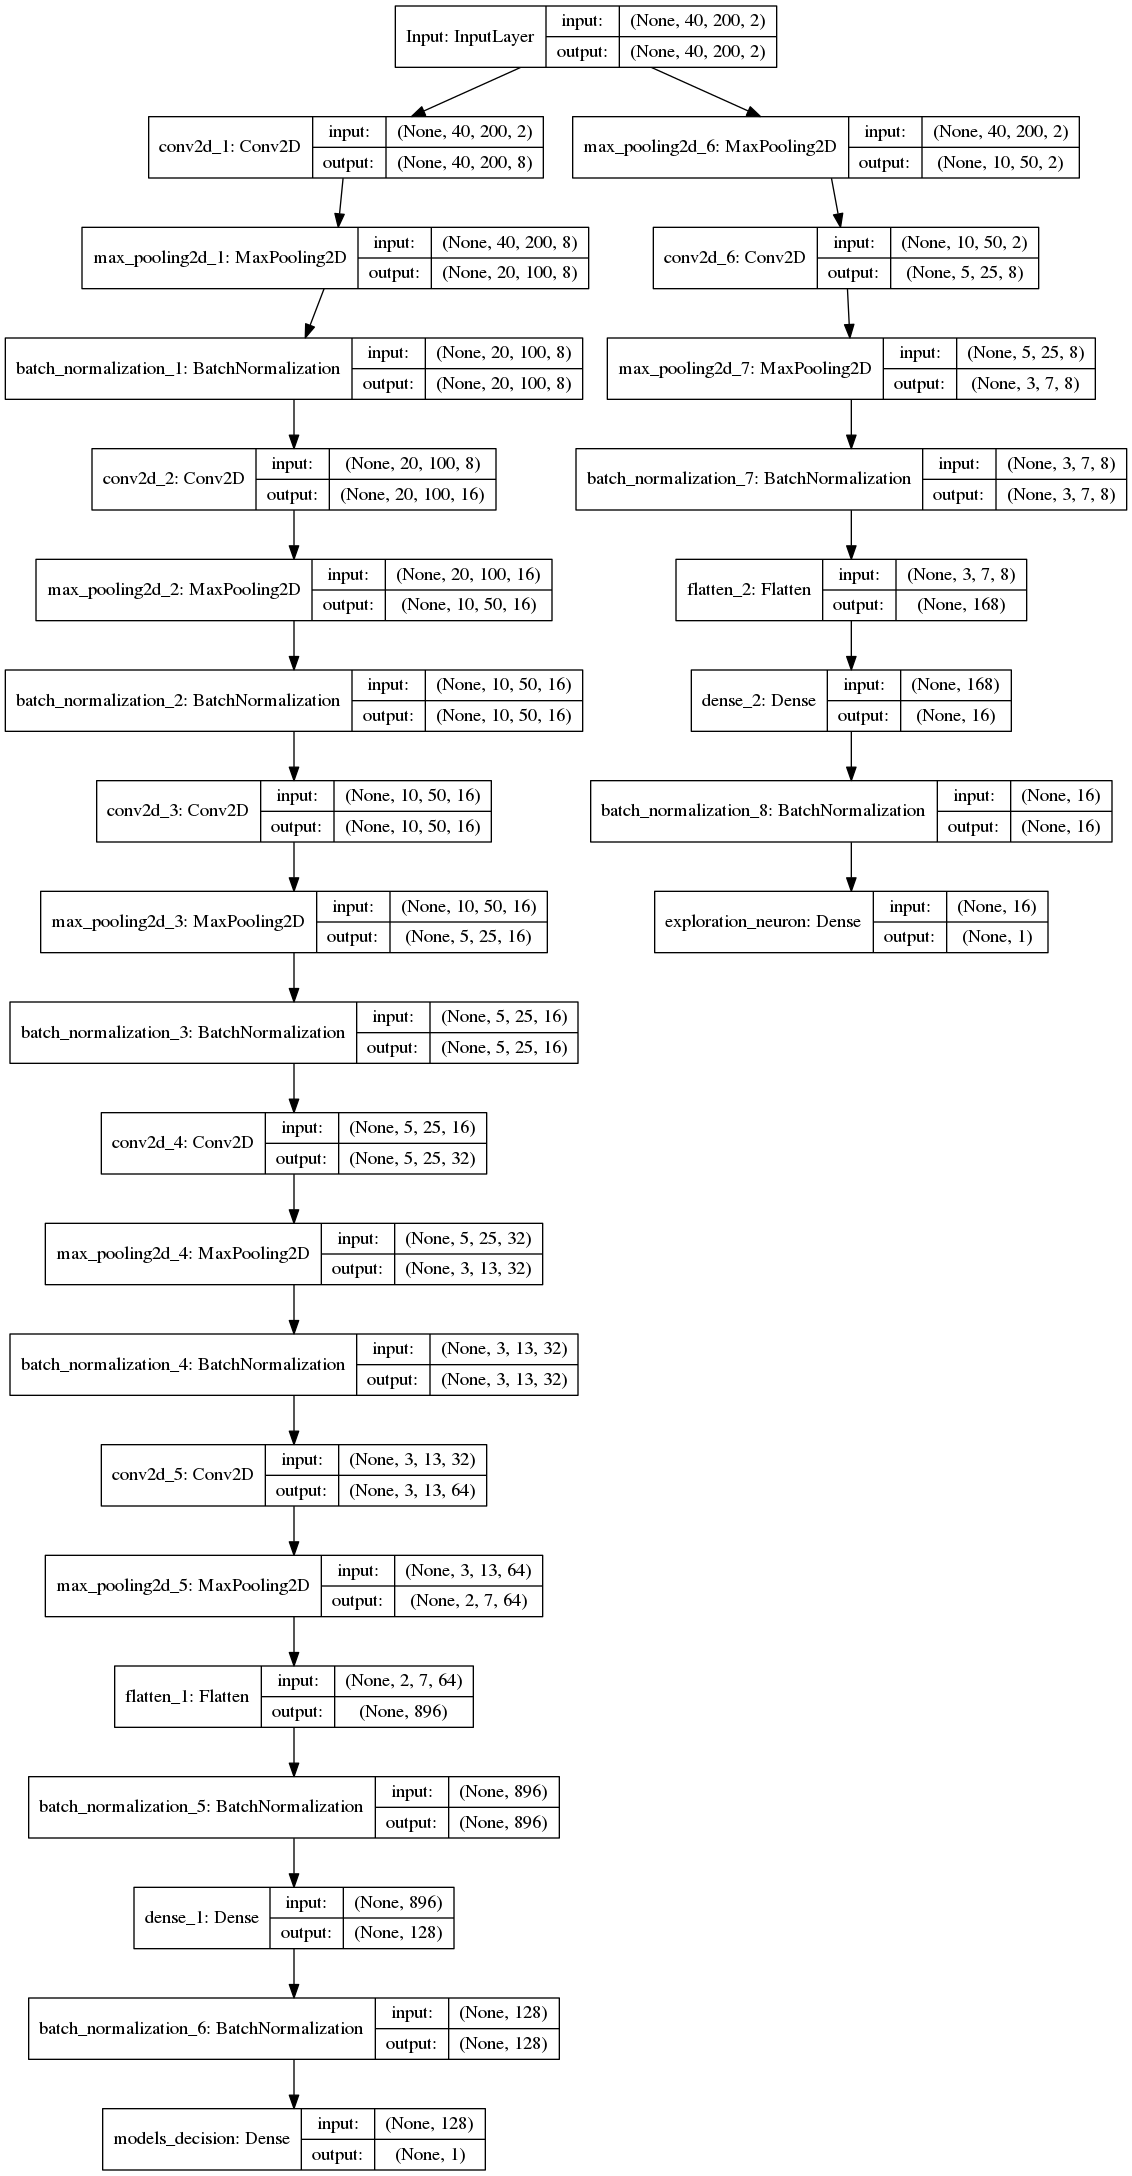 Input: InputLayer
input: (None, 40, 200, 2)
output: (None, 40, 200, 2)
conv2d_1: Conv2D
input: (None, 40, 200, 2)
output: (None, 40, 200, 8)
max_pooling2d_6: MaxPooling2D
input: (None, 40, 200, 2)
output: (None, 10, 50, 2)
max_pooling2d_1: MaxPooling2D
input: (None, 40, 200, 8)
output: (None, 20, 100, 8)
conv2d_6: Conv2D
input: (None, 10, 50, 2)
output: (None, 5, 25, 8)
batch_normalization_1: BatchNormalization
input: (None, 20, 100, 8)
output: (None, 20, 100, 8)
max_pooling2d_7: MaxPooling2D
input: (None, 5, 25, 8)
output: (None, 3, 7, 8)
conv2d_2: Conv2D
input: (None, 20, 100, 8)
output: (None, 20, 100, 16)
batch_normalization_7: BatchNormalization
input: (None, 3, 7, 8)
output: (None, 3, 7, 8)
max_pooling2d_2: MaxPooling2D
input: (None, 20, 100, 16)
output: (None, 10, 50, 16)
flatten_2: Flatten
input: (None, 3, 7, 8)
output: (None, 168)
batch_normalization_2: BatchNormalization
input: (None, 10, 50, 16)
output: (None, 10, 50, 16)
dense_2: Dense
input: (None, 168)
output: (None, 16)
conv2d_3: Conv2D
input: (None, 10, 50, 16)
output: (None, 10, 50, 16)
batch_normalization_8: BatchNormalization
input: (None, 16)
output: (None, 16)
max_pooling2d_3: MaxPooling2D
input: (None, 10, 50, 16)
output: (None, 5, 25, 16)
exploration_neuron: Dense
input: (None, 16)
output: (None, 1)
batch_normalization_3: BatchNormalization
input: (None, 5, 25, 16)
output: (None, 5, 25, 16)
conv2d_4: Conv2D
input: (None, 5, 25, 16)
output: (None, 5, 25, 32)
max_pooling2d_4: MaxPooling2D
input: (None, 5, 25, 32)
output: (None, 3, 13, 32)
batch_normalization_4: BatchNormalization
input: (None, 3, 13, 32)
output: (None, 3, 13, 32)
conv2d_5: Conv2D
input: (None, 3, 13, 32)
output: (None, 3, 13, 64)
max_pooling2d_5: MaxPooling2D
input: (None, 3, 13, 64)
output: (None, 2, 7, 64)
flatten_1: Flatten
input: (None, 2, 7, 64)
output: (None, 896)
batch_normalization_5: BatchNormalization
input: (None, 896)
output: (None, 896)
dense_1: Dense
input: (None, 896)
output: (None, 128)
batch_normalization_6: BatchNormalization
input: (None, 128)
output: (None, 128)
models_decision: Dense
input: (None, 128)
output: (None, 1)